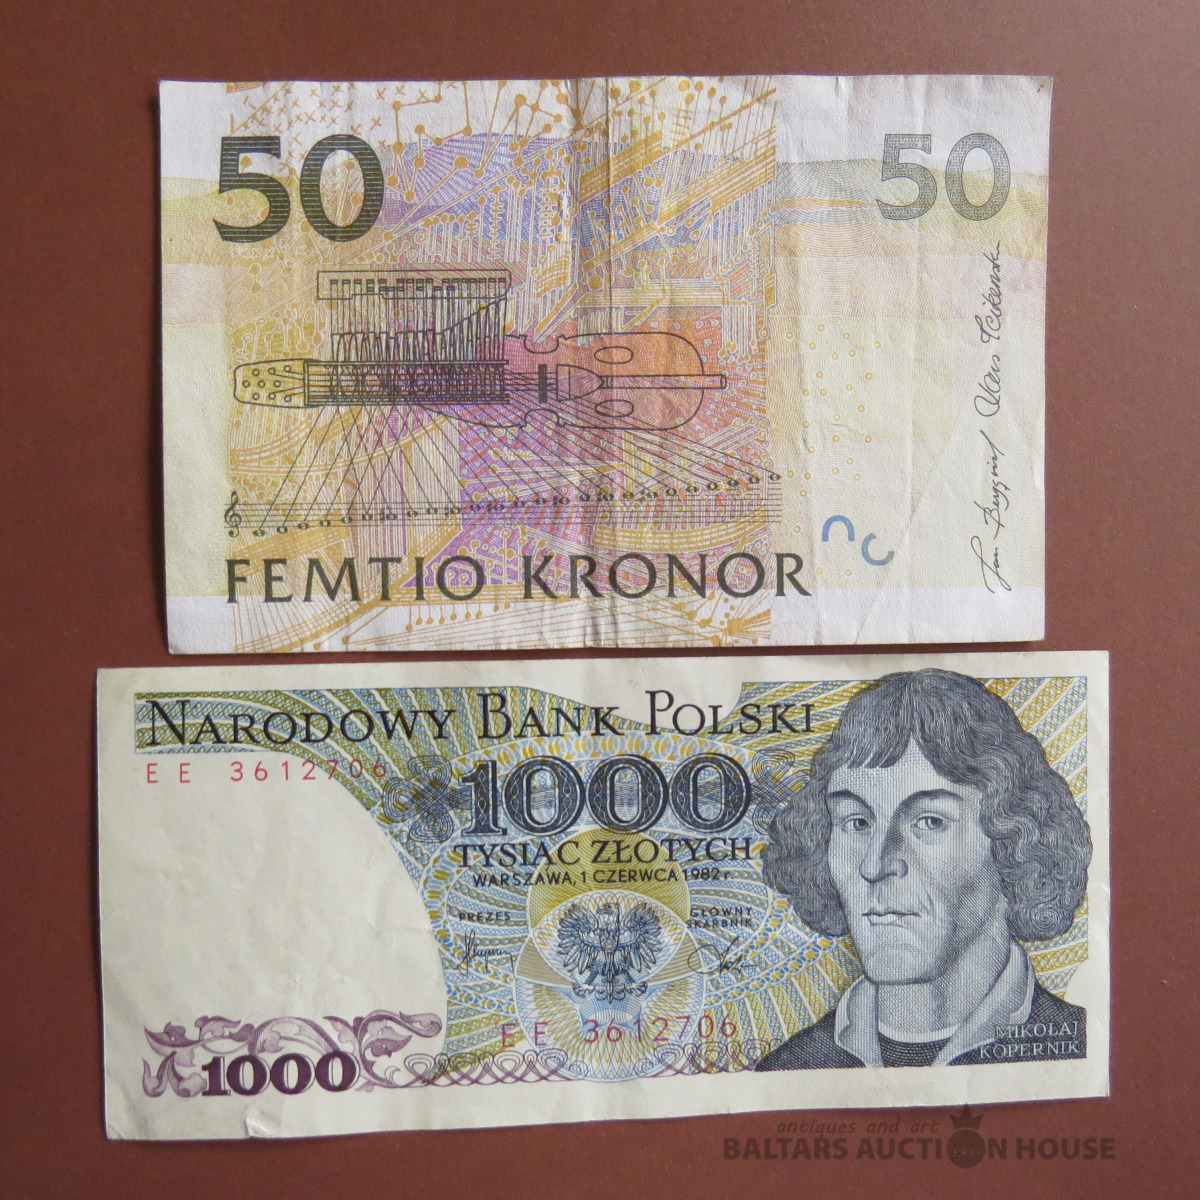 50
50
FEMTIO KRONOR
NARODOWY BANK POLSKI
EE 3612706
1000
TYSIĄC ZŁOTYCH
WARSZAWA, 1 CZERWCA 1982 r.
PREZES
GŁÓWNY
SKARBNIK
EE 3612706
MIKOŁAJ
KOPERNIK
1000
antiques and art
BALTARS AUCTION HOUSE